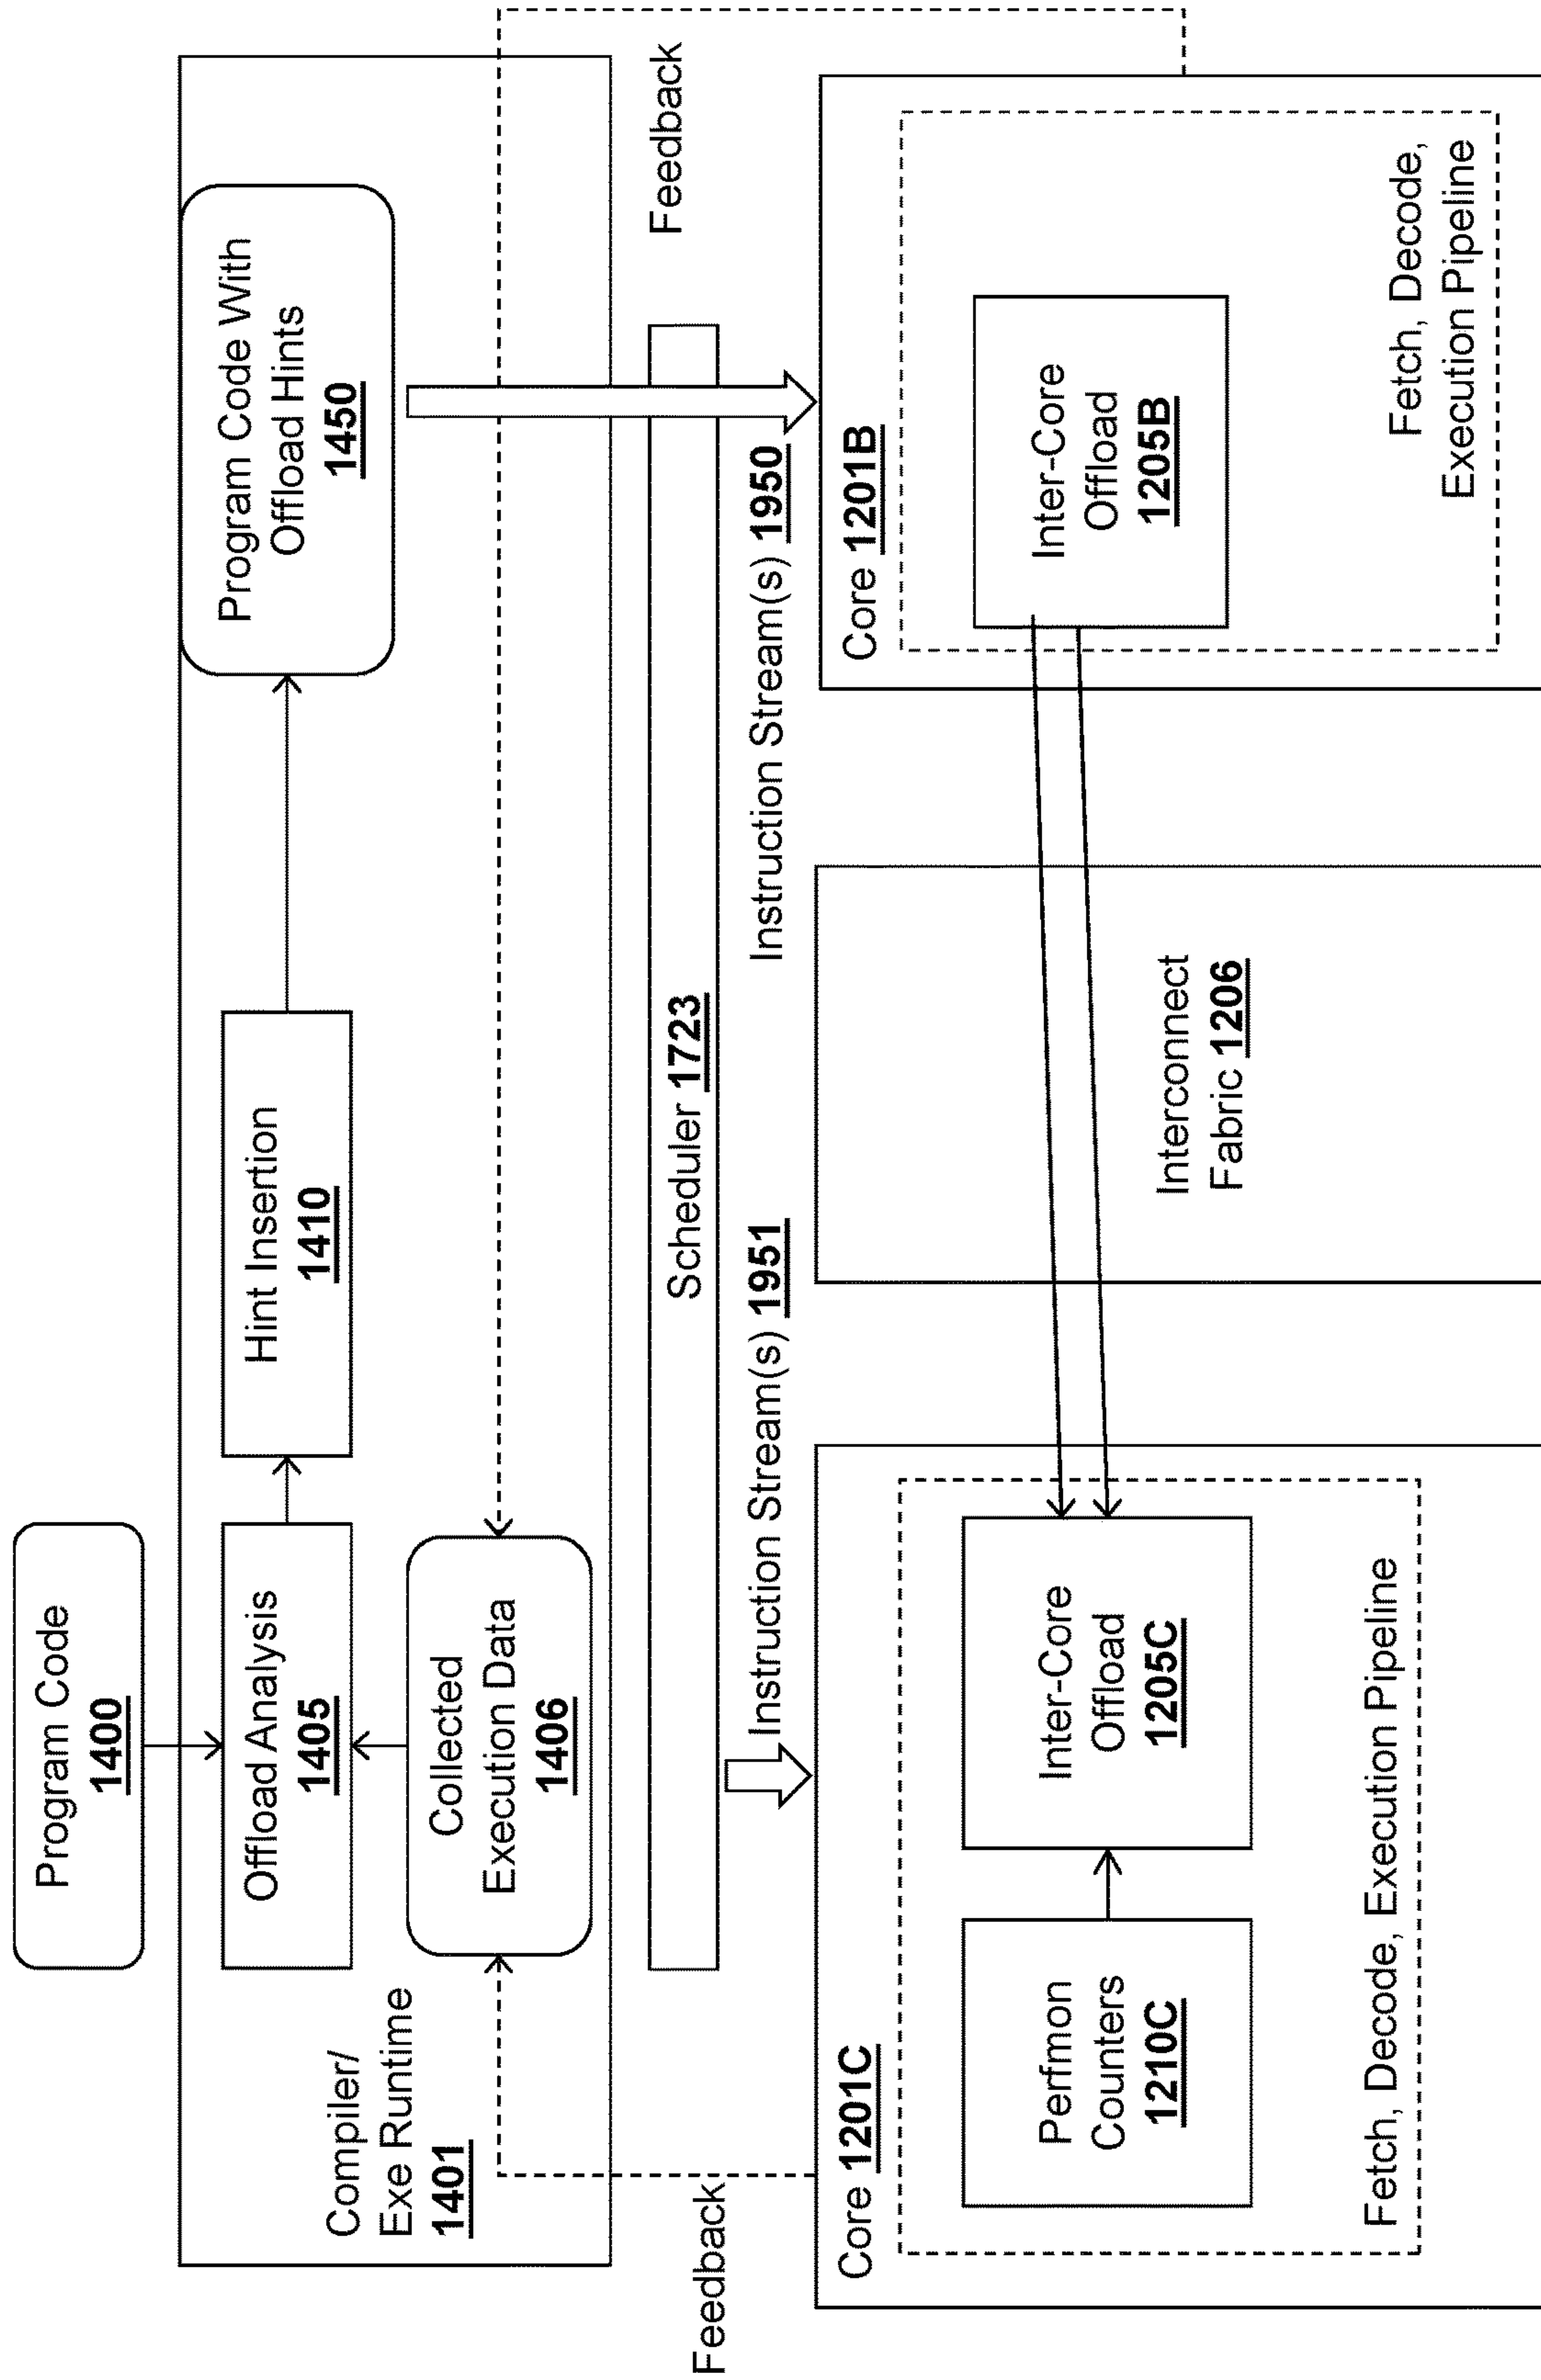 Program Code
1400
Compiler/
Exe Runtime
1401
Offload Analysis
1405
Hint Insertion
1410
Program Code With
Offload Hints
1450
Collected
Execution Data
1406
Feedback
Scheduler 1723
Feedback
Instruction Stream(s) 1951
Instruction Stream(s) 1950
Core 1201C
Perfmon
Counters
1210C
Inter-Core
Offload
1205C
Fetch, Decode, Execution Pipeline
Interconnect
Fabric 1206
Core 1201B
Inter-Core
Offload
1205B
Fetch, Decode,
Execution Pipeline